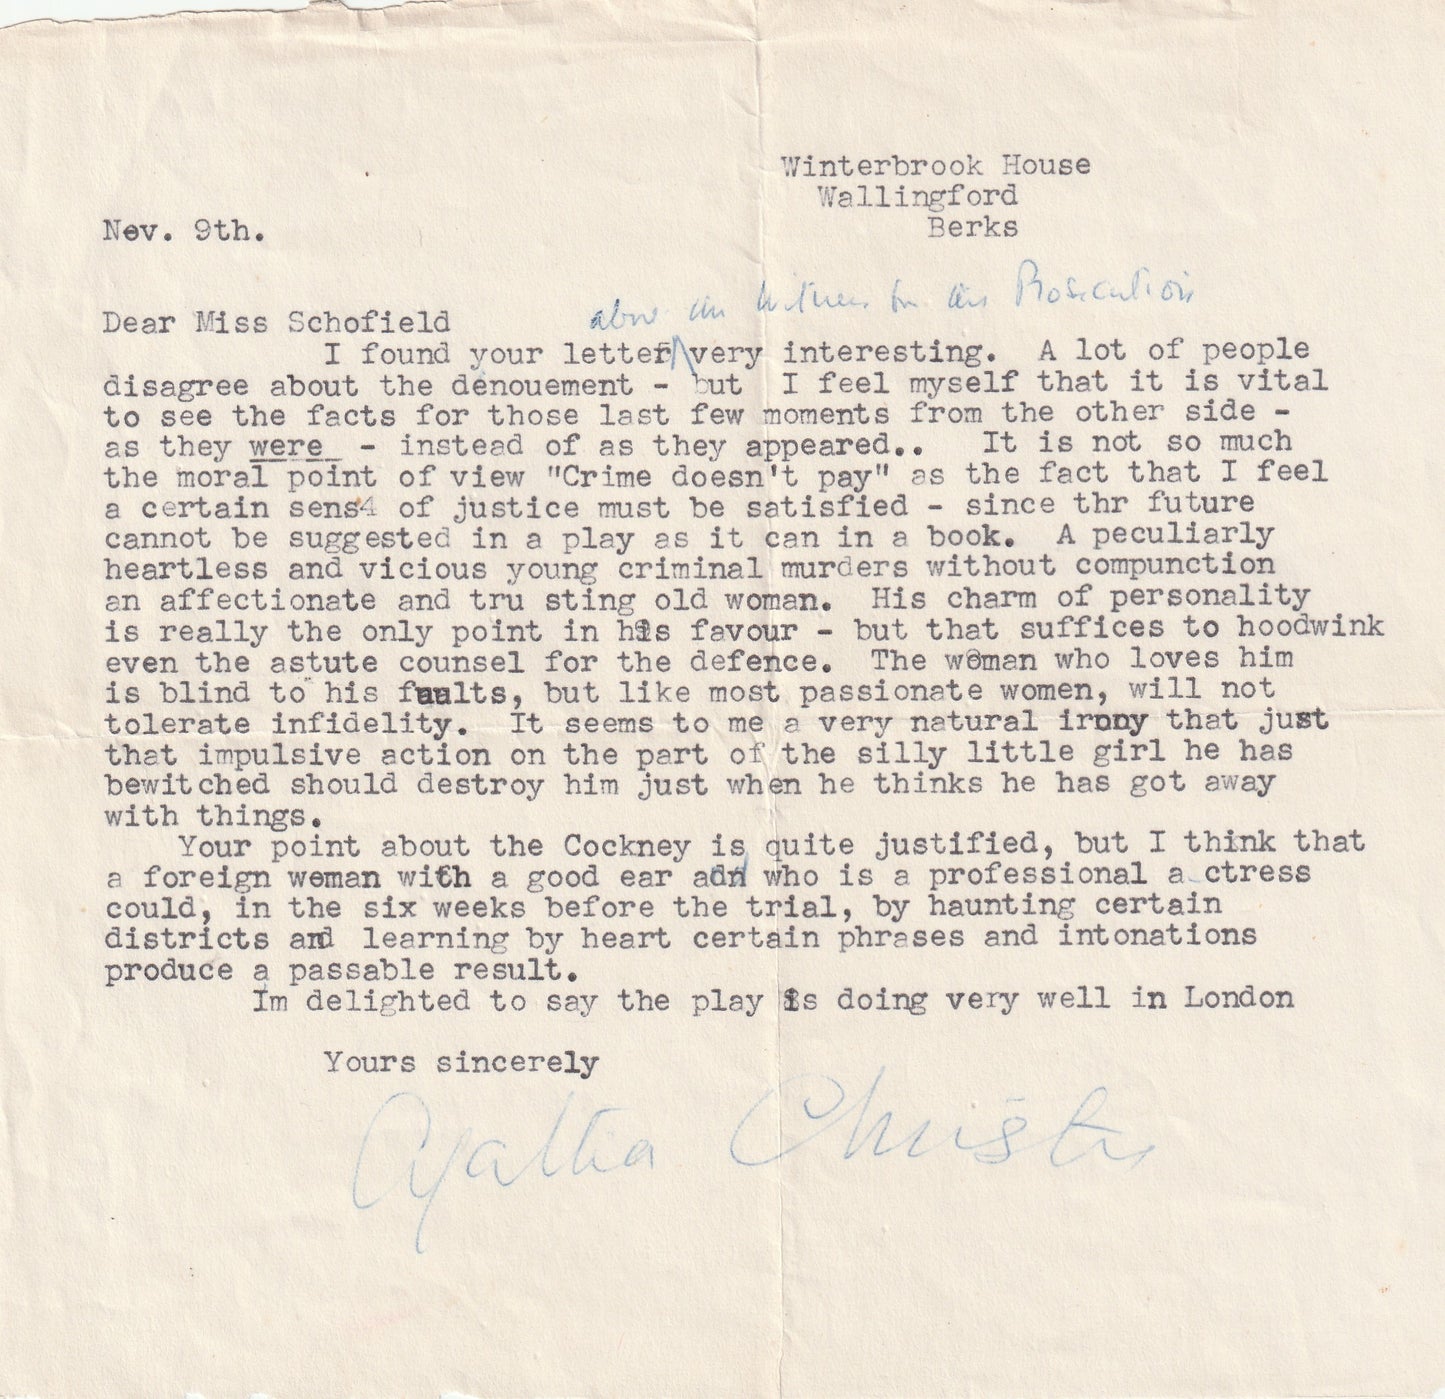 Winterbrook House
Wallingford
Berks
Nov. 9th.
about the Witness for the Prosecution
Dear Miss Schofield
I found your letter very interesting. A lot of people
disagree about the denouement - but I feel myself that it is vital
to see the facts for those last few moments from the other side -
as they were - instead of as they appeared.. It is not so much
the moral point of view "Crime doesn't pay" as the fact that I feel
a certain sens4 of justice must be satisfied - since thr future
cannot be suggested in a play as it can in a book. A peculiarly
heartless and vicious young criminal murders without compunction
an affectionate and tru sting old woman. His charm of personality
is really the only point in his favour - but that suffices to hoodwink
even the astute counsel for the defence. The woman who loves him
is blind to his faults, but like most passionate women, will not
tolerate infidelity. It seems to me a very natural irony that just
that impulsive action on the part of the silly little girl he has
bewitched should destroy him just when he thinks he has got away
with things.
Your point about the Cockney is quite justified, but I think that
a foreign woman with a good ear and who is a professional a ctress
could, in the six weeks before the trial, by haunting certain
districts and learning by heart certain phrases and intonations
produce a passable result.
Im delighted to say the play is doing very well in London
Yours sincerely
Agatha Christie